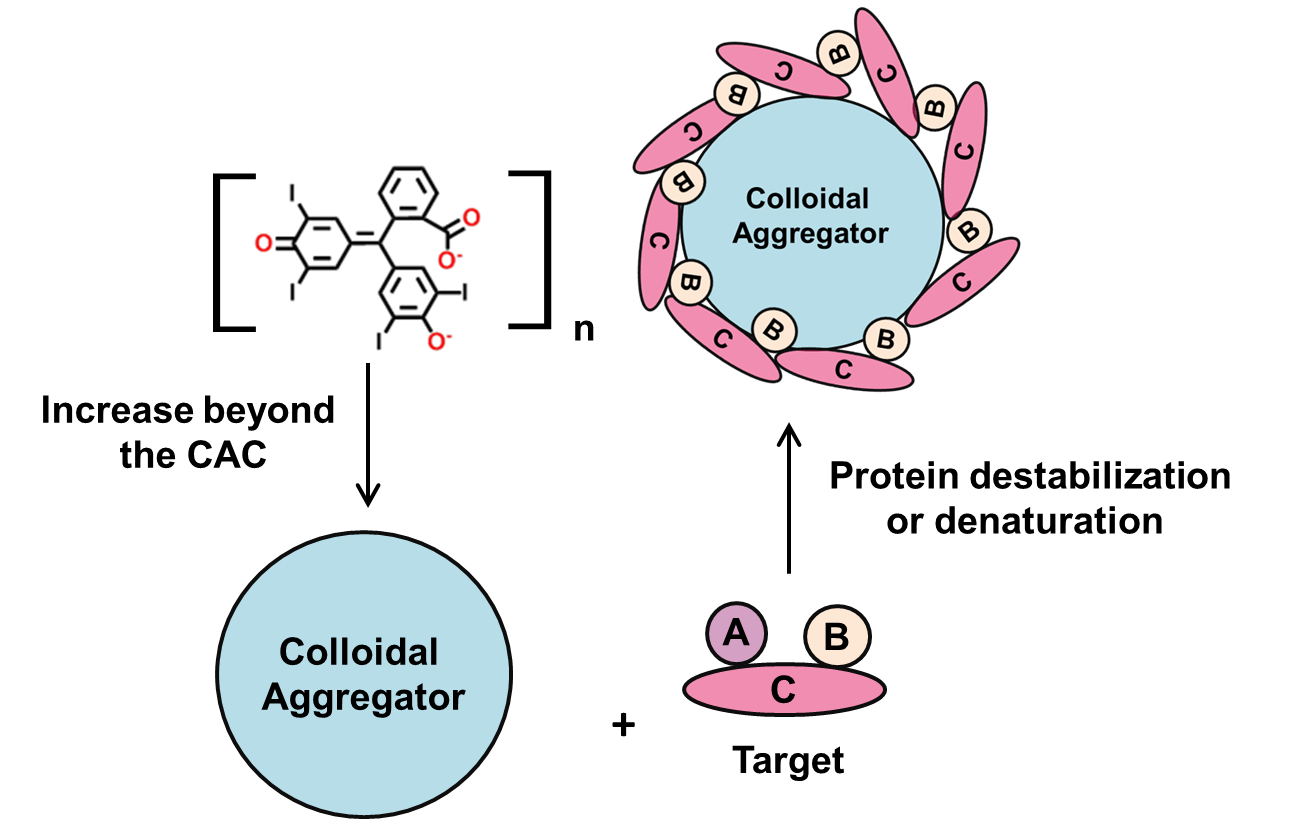 I
O
I
O
O-
I
I
O-
n
Increase beyond
the CAC
Colloidal
Aggregator
+
A
B
C
Target
Protein destabilization
or denaturation
Colloidal
Aggregator
B
C
B
C
B
C
B
C
B
C
B
C
B
C
B
C